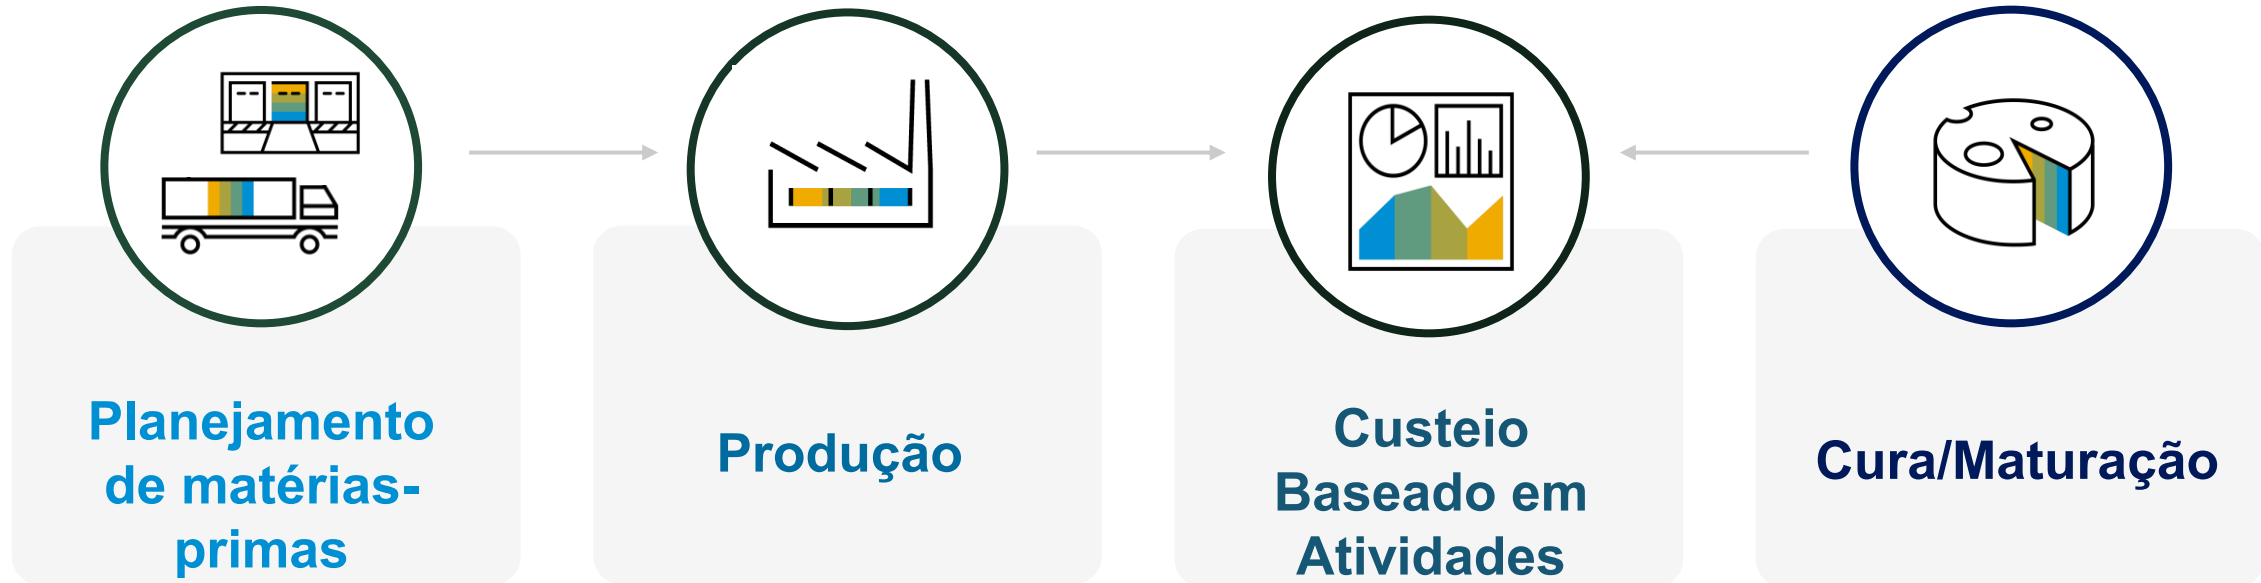 Planejamento
de matérias-
primas
Produção
Custeio
Baseado em
Atividades
Cura/Maturação